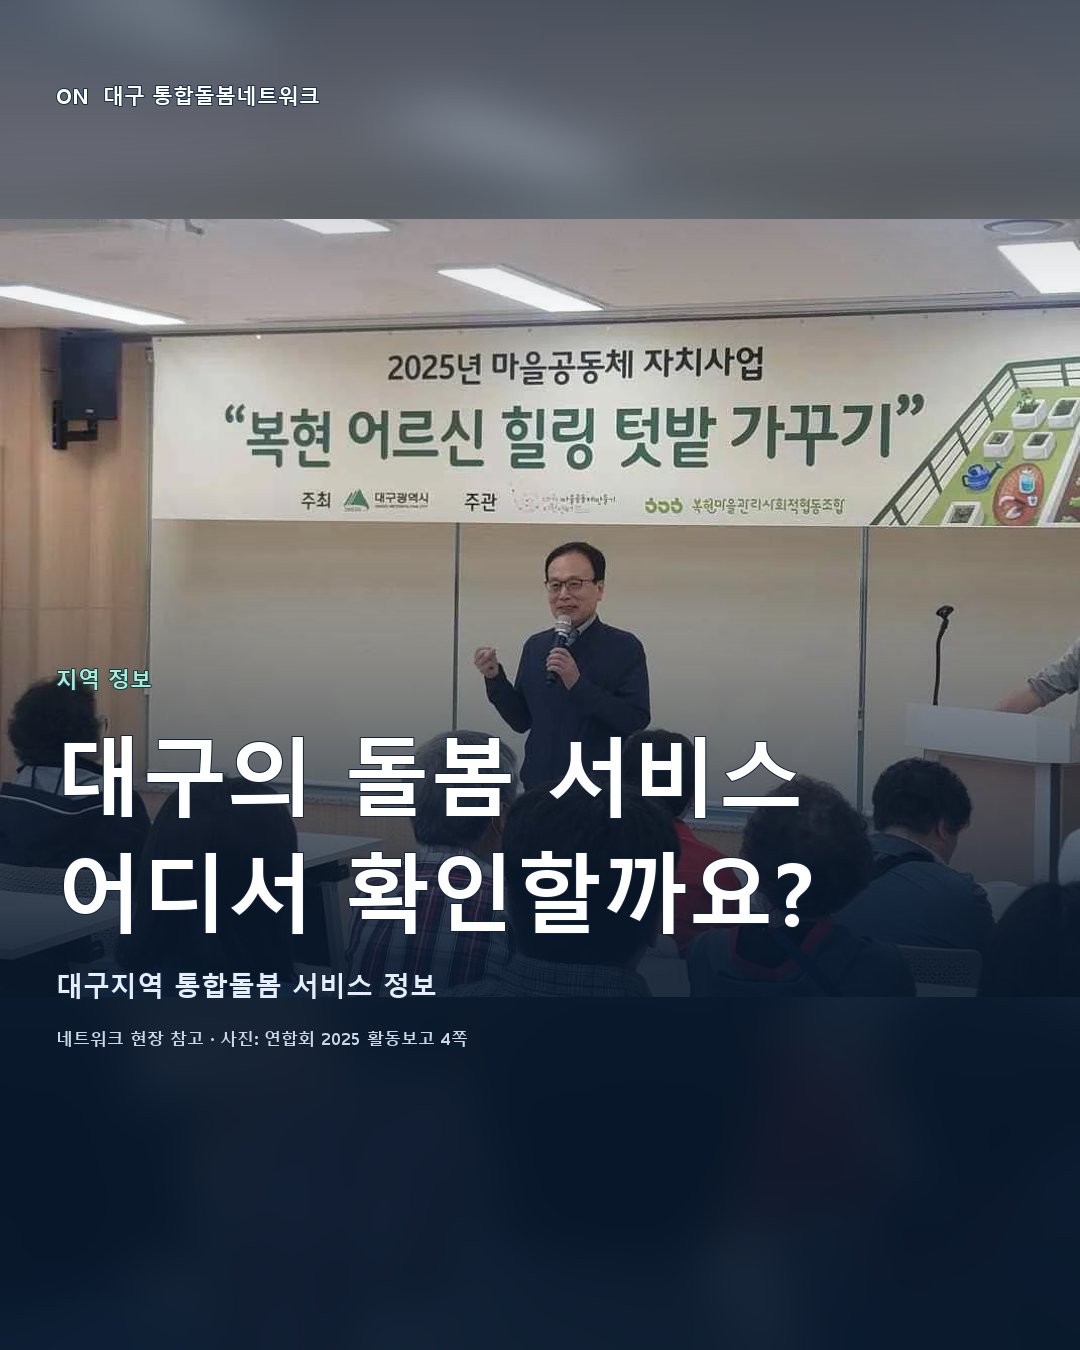 ON 대구 통합돌봄네트워크
2025년 마을공동체 자치사업
“복현 어르신 힐링 텃밭 가꾸기”
주최 대구광역시 주관 복현마을관리사회적협동조합
지역 정보
대구의 돌봄 서비스
어디서 확인할까요?
대구지역 통합돌봄 서비스 정보
네트워크 현장 참고 · 사진: 연합회 2025 활동보고 4쪽